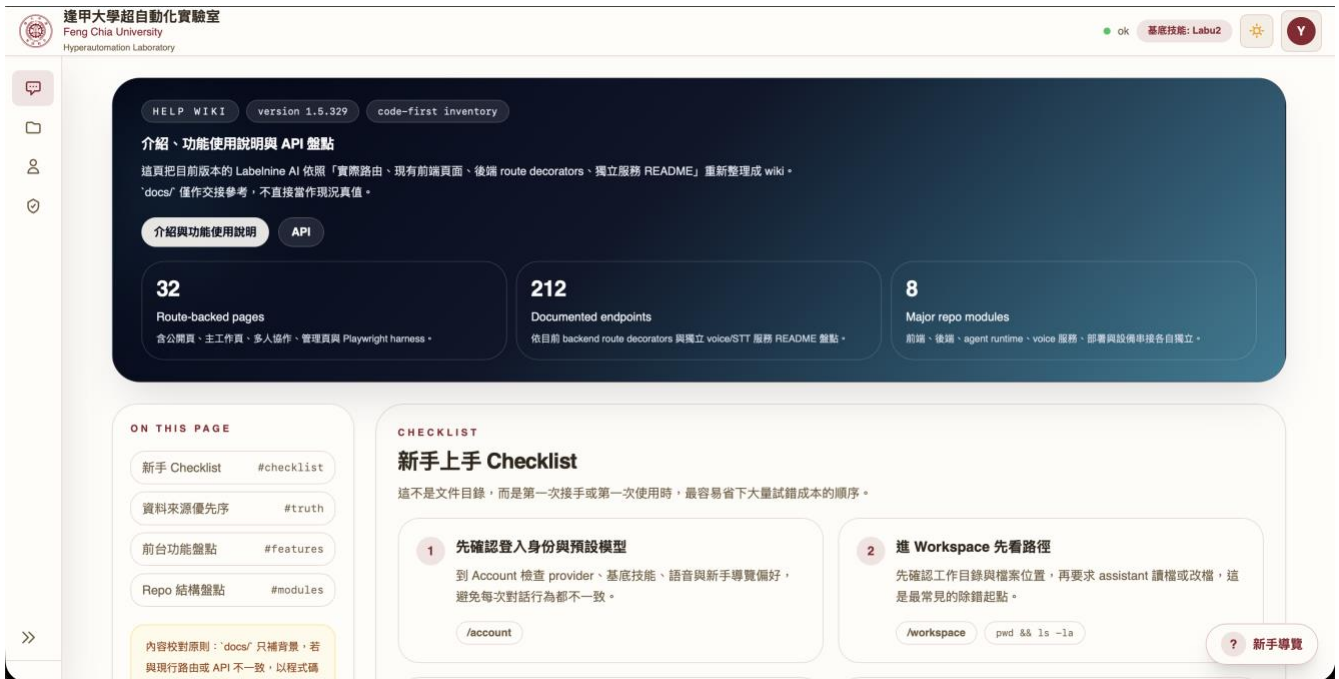 逢甲大學超自動化實驗室
Feng Chia University
Hyperautomation Laboratory
ok
基底技能: Labu2
Y
HELP WIKI
version 1.5.329
code-first inventory
介紹、功能使用說明與 API 盤點
這頁把目前版本的 Labelnine AI 依照「實際路由、現有前端頁面、後端 route decorators、獨立服務 README」重新整理成 wiki。
`docs/` 僅作交接參考，不直接當作現況真值。
介紹與功能使用說明
API
32
Route-backed pages
含公開頁、主工作頁、多人協作、管理頁與 Playwright harness。
212
Documented endpoints
依目前 backend route decorators 與獨立 voice/STT 服務 README 盤點。
8
Major repo modules
前端、後端、agent runtime、voice 服務、部署與設備串接各自獨立。
ON THIS PAGE
新手 Checklist #checklist
資料來源優先序 #truth
前台功能盤點 #features
Repo 結構盤點 #modules
內容校對原則：`docs/` 只補背景，若
與現行路由或 API 不一致，以程式碼
CHECKLIST
新手上手 Checklist
這不是文件目錄，而是第一次接手或第一次使用時，最容易省下大量試錯成本的順序。
1
先確認登入身份與預設模型
到 Account 檢查 provider、基底技能、語音與新手導覽偏好，
避免每次對話行為都不一致。
/account
2
進 Workspace 先看路徑
先確認工作目錄與檔案位置，再要求 assistant 讀檔或改檔，這
是最常見的除錯起點。
/workspace
pwd && ls -la
? 新手導覽